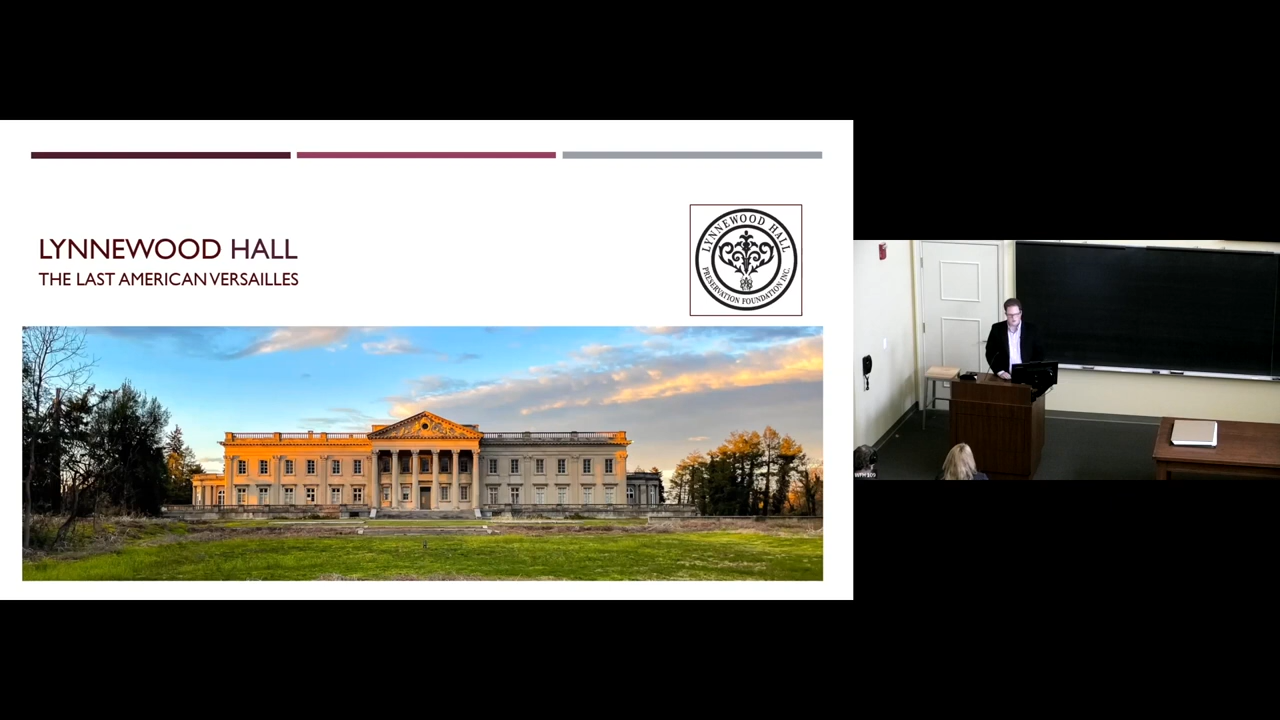 LYNNEWOOD HALL
THE LAST AMERICAN VERSAILLES
LYNNEWOOD HALL
PRESERVATION FOUNDATION INC.